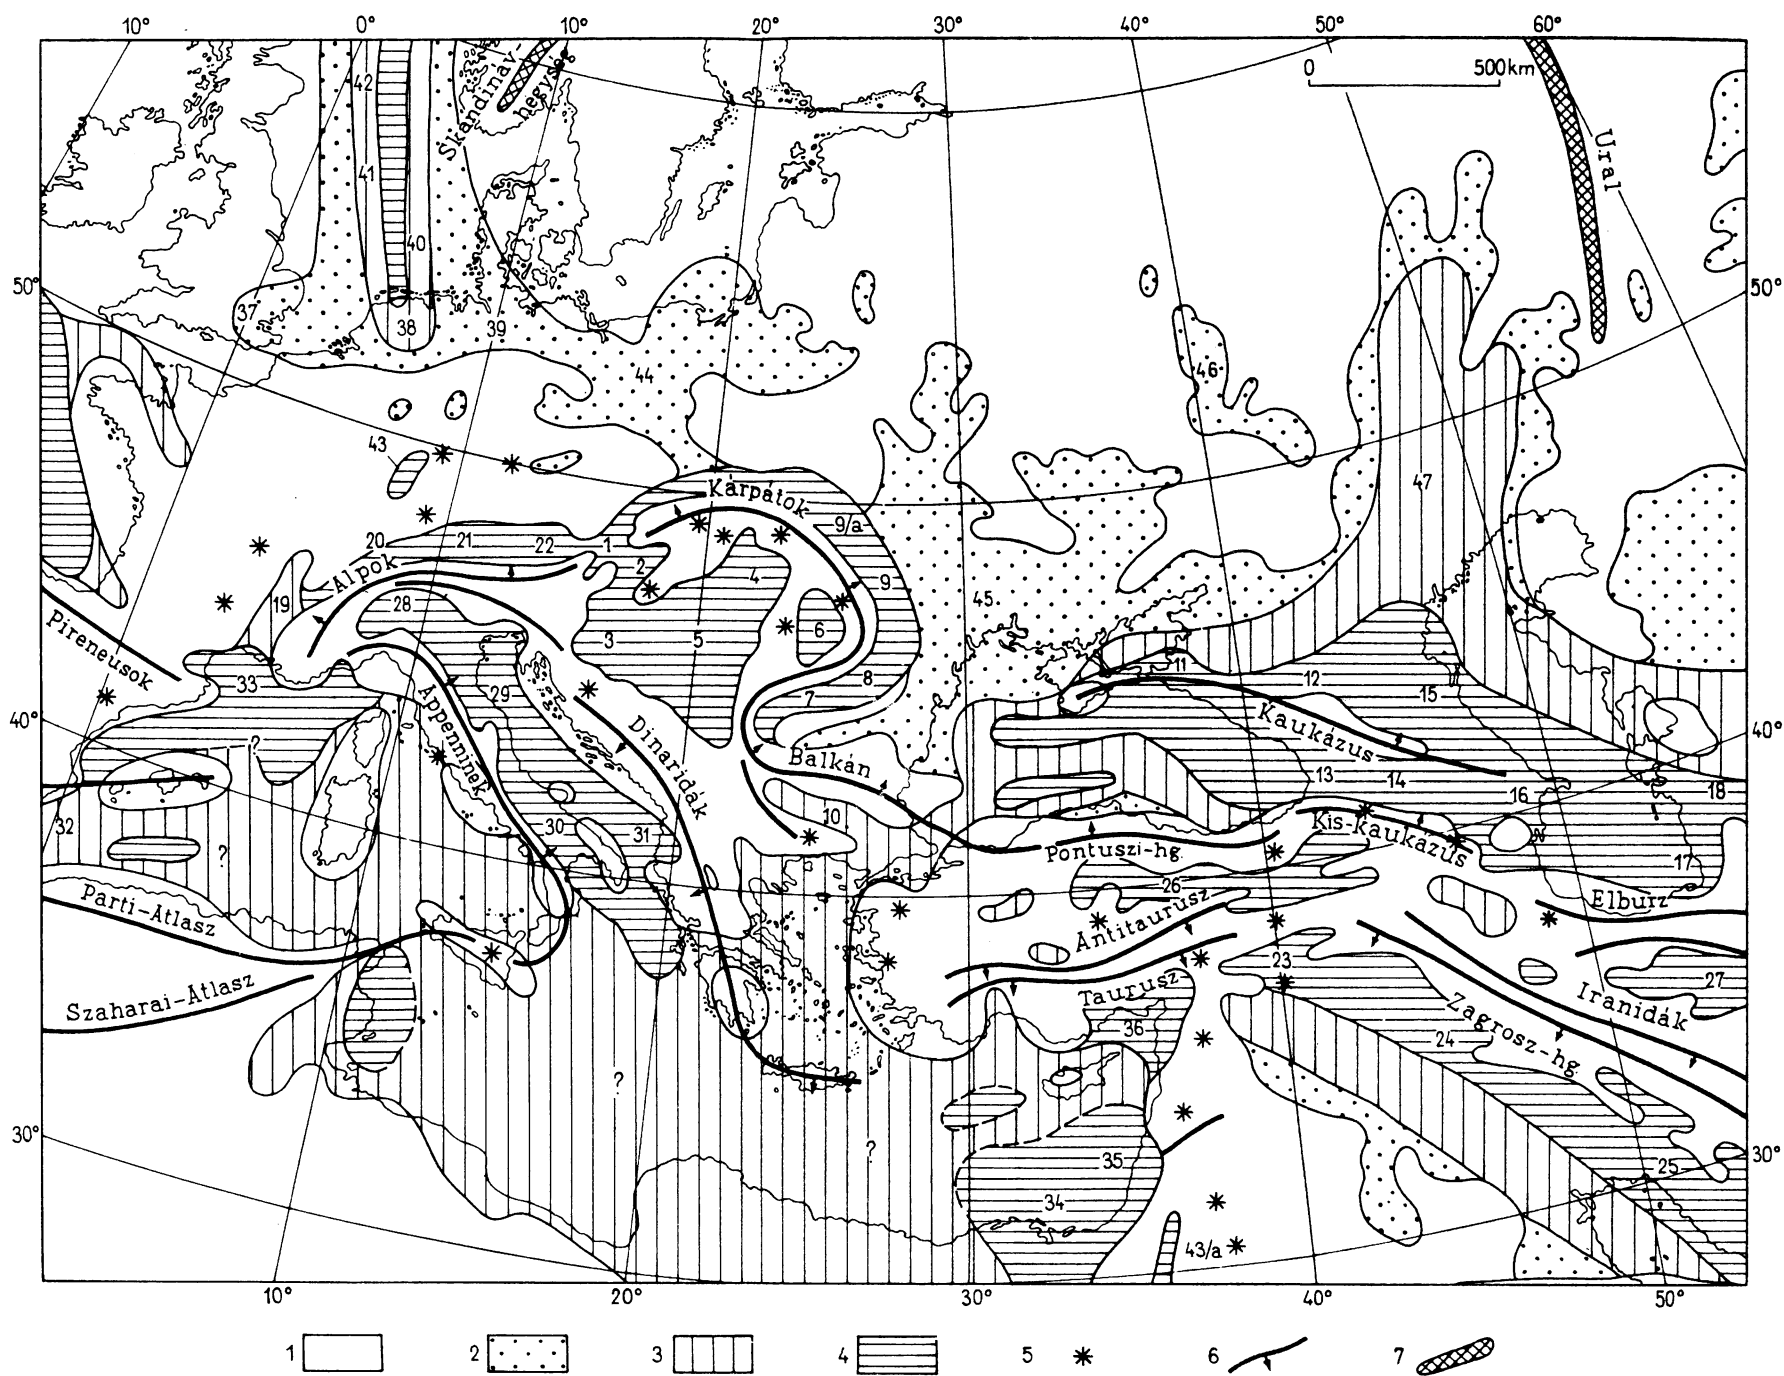 10° 0° 10° 20° 30° 40° 50° 60°
0 500km
Skandináv-
hegys.
Ural
42
41
40
50°
50°
37
38
39
44
46
43
47
Kárpátok
9/a
20
21
22
1
2
4
9
45
Alpok
19
28
3
5
6
11
Pireneusok
33
Appenninek
29
8
7
12
15
40°
40°
?
Dinaridák
Balkán
Kaukázus
13
14
16
18
32
?
30
31
10
Pontuszi-hg.
Kis-kaukázus
17
Parti-Atlasz
26
Antitaurusz
Elburz
Szaharai-Atlasz
23
27
Taurusz
36
Iranidák
24
Zagrosz-hg.
?
?
30°
30°
35
34
25
43/a
10° 20° 30° 40° 50°
1 2 3 4 5 6 7